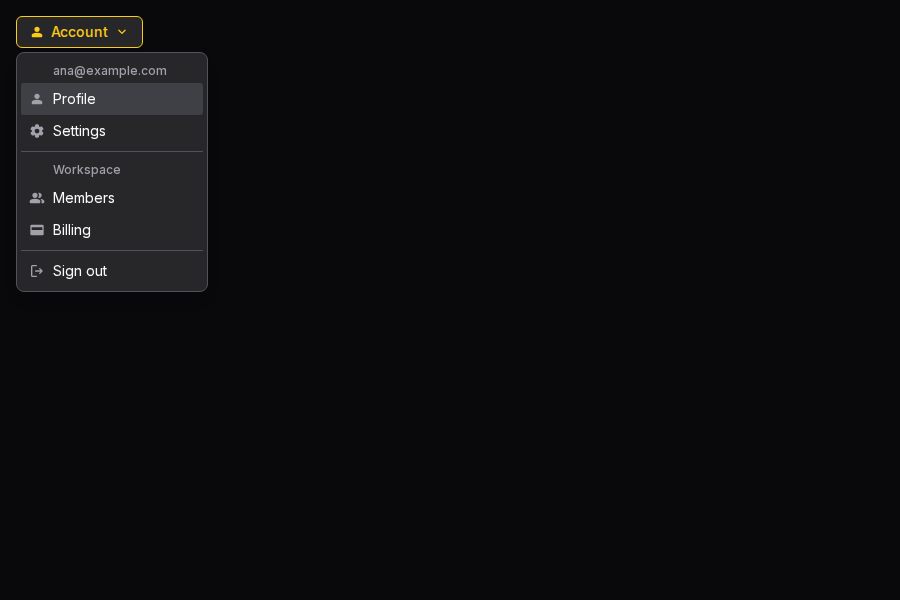 Account
ana@example.com
Profile
Settings
Workspace
Members
Billing
Sign out